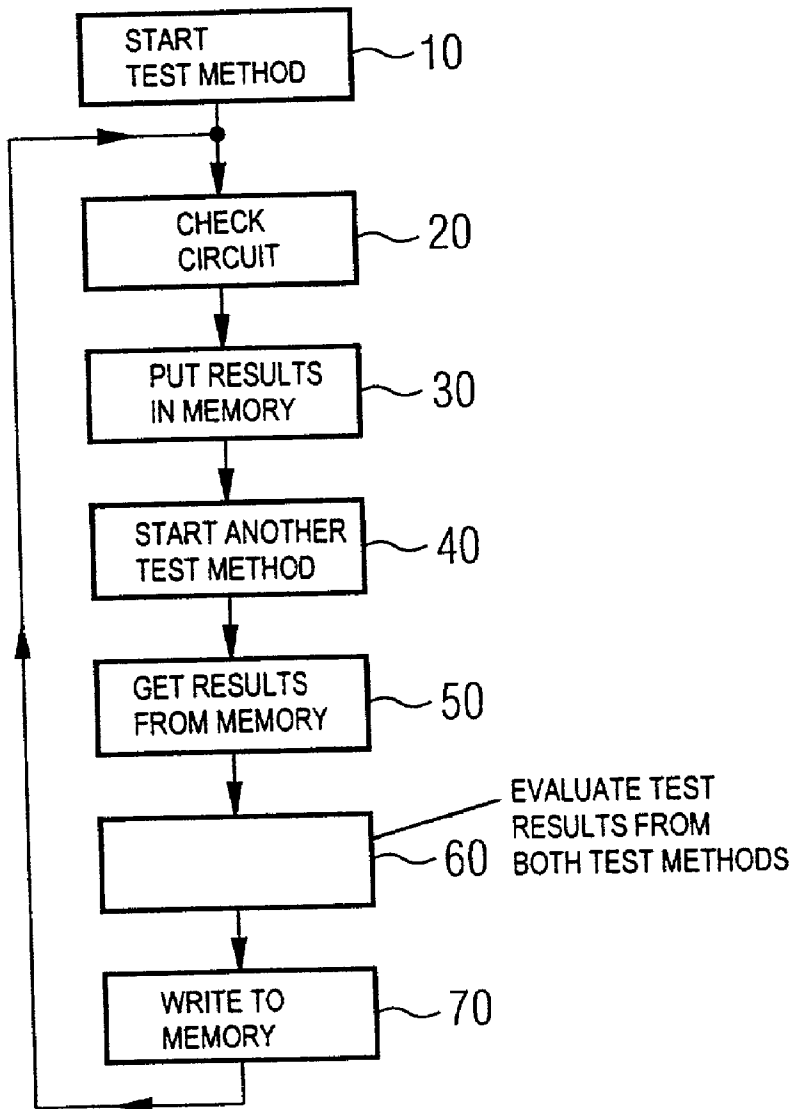 START
TEST METHOD
10
CHECK
CIRCUIT
20
PUT RESULTS
IN MEMORY
30
START ANOTHER
TEST METHOD
40
GET RESULTS
FROM MEMORY
50
60
EVALUATE TEST
RESULTS FROM
BOTH TEST METHODS
WRITE TO
MEMORY
70